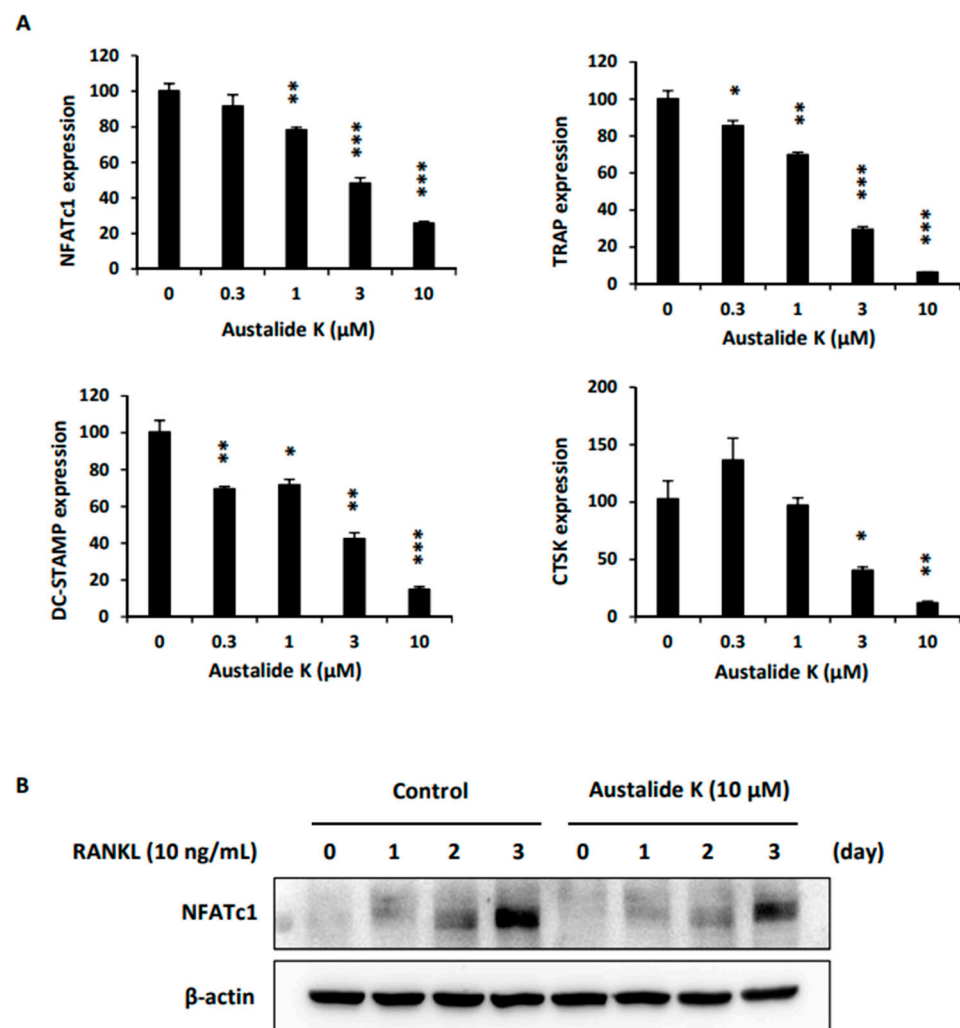 A
NFATc1 expression
120
100
80
60
40
20
0
**
***
***
0 0.3 1 3 10
Austalide K (µM)
TRAP expression
120
100
80
60
40
20
0
*
**
***
***
0 0.3 1 3 10
Austalide K (µM)
DC-STAMP expression
120
100
80
60
40
20
0
**
*
**
***
0 0.3 1 3 10
Austalide K (µM)
CTSK expression
200
150
100
50
0
*
**
0 0.3 1 3 10
Austalide K (µM)
B
Control Austalide K (10 µM)
RANKL (10 ng/mL) 0 1 2 3 0 1 2 3 (day)
NFATc1
β-actin